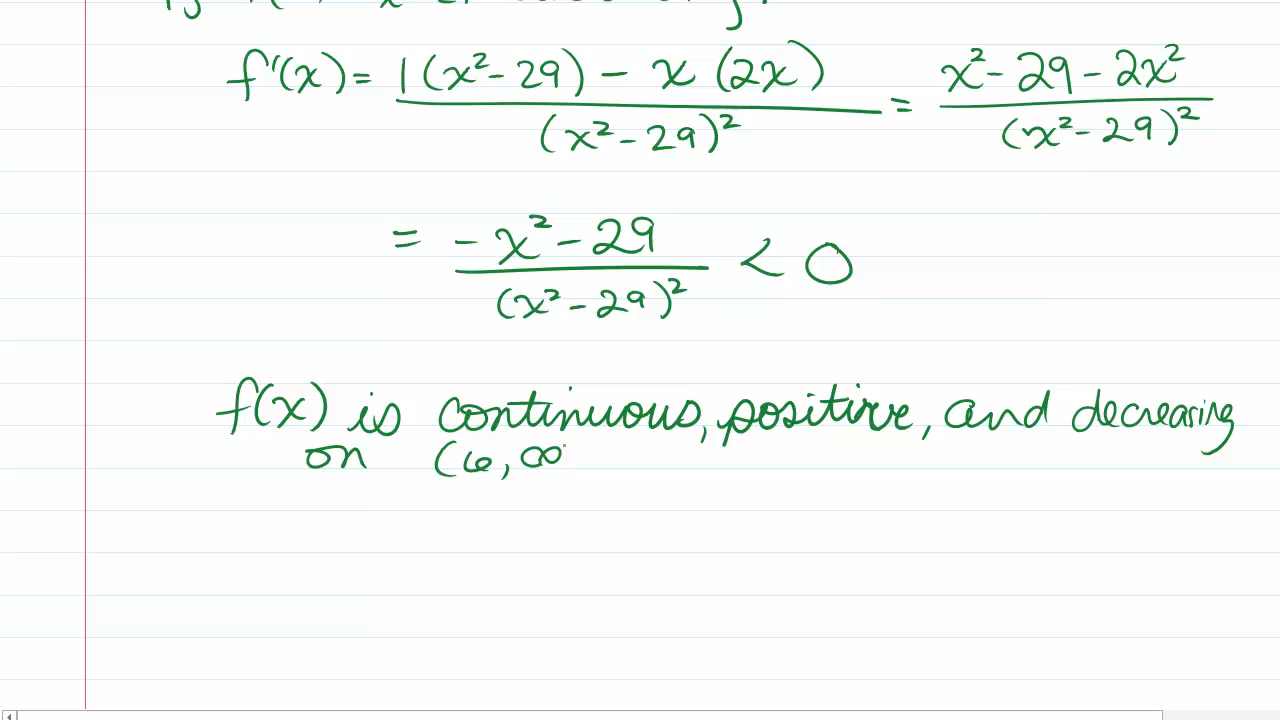 f'(x) = 1(x² - 29) - x(2x) / (x² - 29)² = x² - 29 - 2x² / (x² - 29)²
= -x² - 29 / (x² - 29)² < 0
f(x) is continuous, positive, and decreasing
on (6, ∞